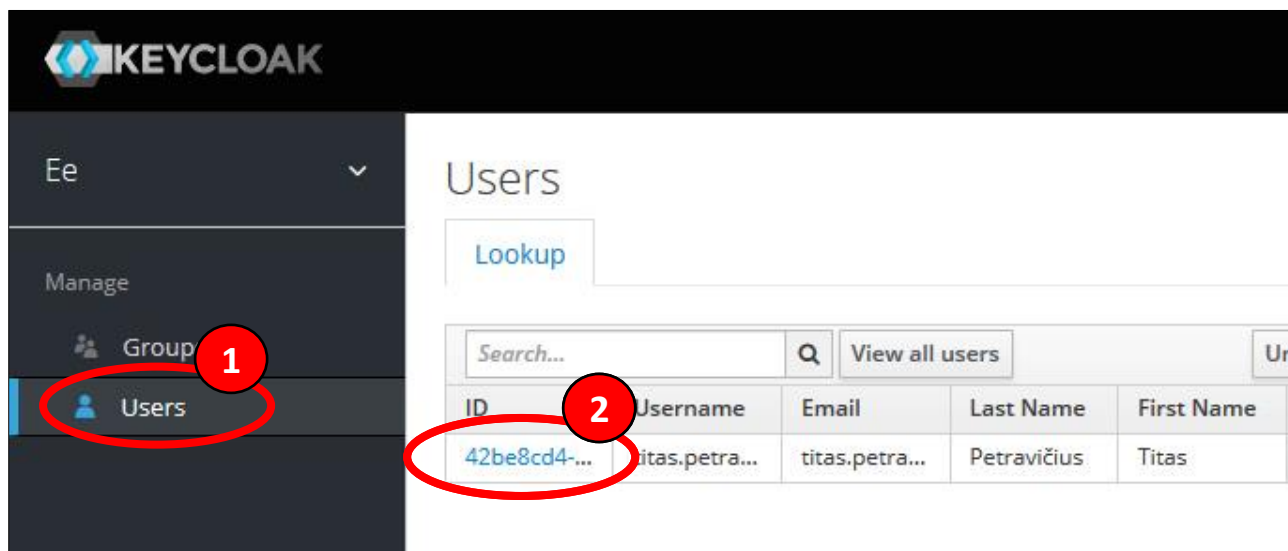 KEYCLOAK
Ee
Users
Lookup
Manage
Group
1
Search...
View all users
Users
ID
2
Username
Email
Last Name
First Name
42be8cd4-...
titas.petra...
titas.petra...
Petravičius
Titas